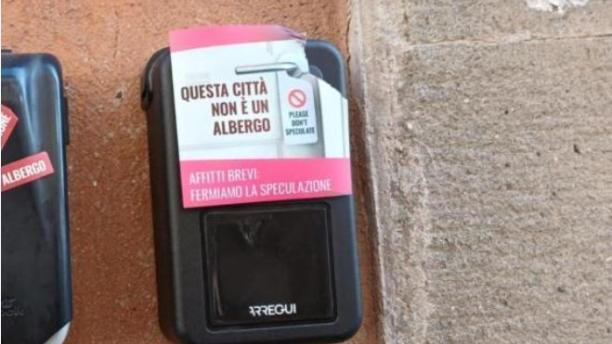 QUESTA CITTÀ
NON È UN
ALBERGO
PLEASE
DON'T
SPECULATE
AFFITTI BREVI:
FERMIAMO LA SPECULAZIONE
ARREGUI
ALBERGO